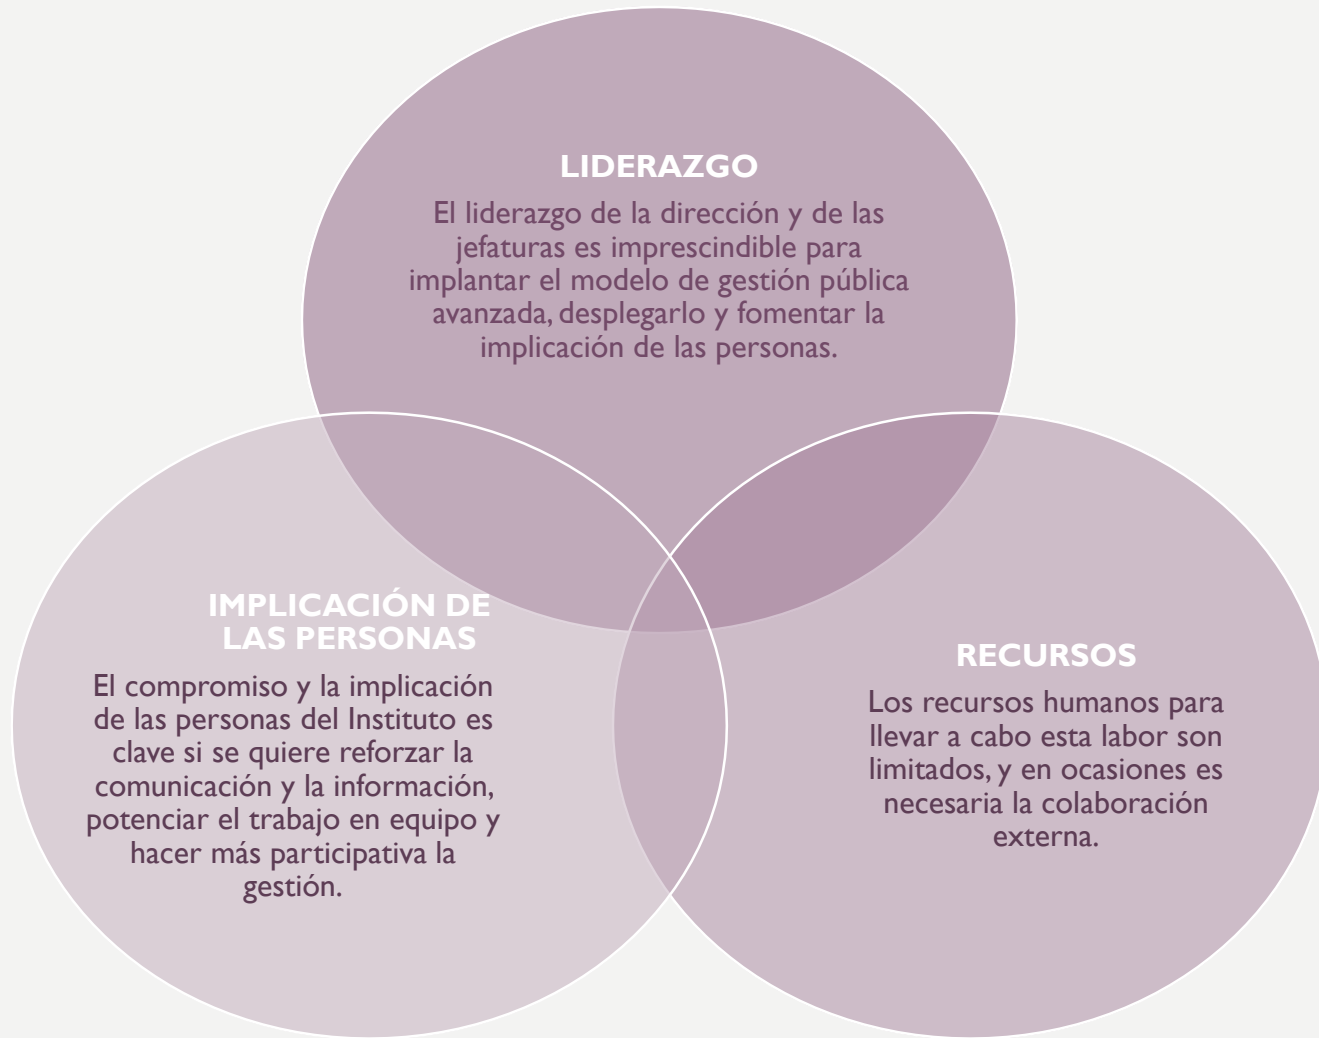 LIDERAZGO
El liderazgo de la dirección y de las
jefaturas es imprescindible para
implantar el modelo de gestión pública
avanzada, desplegarlo y fomentar la
implicación de las personas.
IMPLICACIÓN DE
LAS PERSONAS
El compromiso y la implicación
de las personas del Instituto es
clave si se quiere reforzar la
comunicación y la información,
potenciar el trabajo en equipo y
hacer más participativa la
gestión.
RECURSOS
Los recursos humanos para
llevar a cabo esta labor son
limitados, y en ocasiones es
necesaria la colaboración
externa.